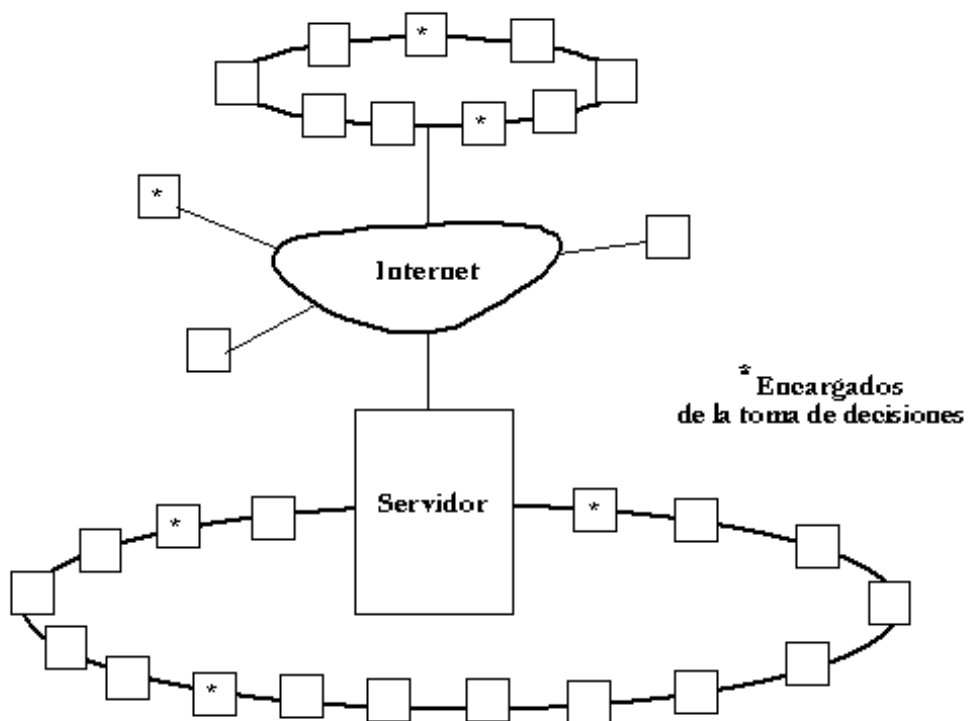 *
*
*
Internet
* Encargados
de la toma de decisiones
Servidor
*
*
*